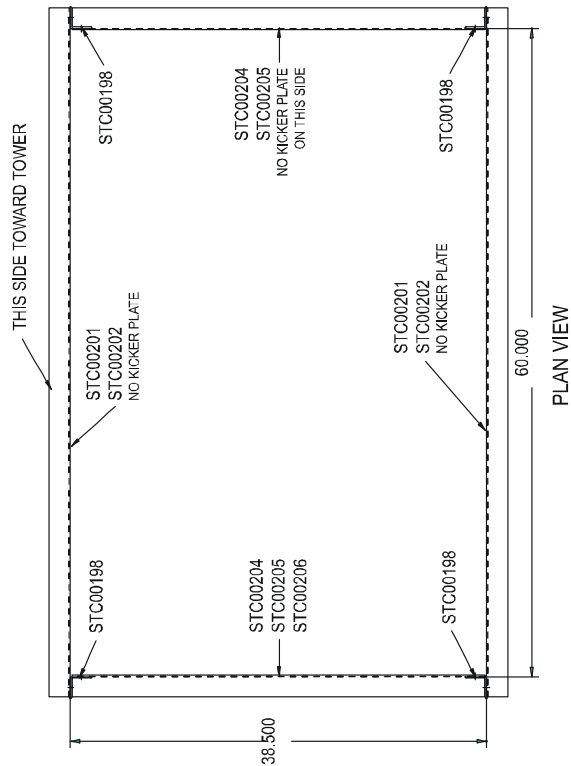 THIS SIDE TOWARD TOWER
STC00198
STC00201
STC00202
NO KICKER PLATE
STC00198
STC00204
STC00205
STC00206
STC00204
STC00205
NO KICKER PLATE
ON THIS SIDE
STC00198
STC00201
STC00202
NO KICKER PLATE
STC00198
38.500
60.000
PLAN VIEW